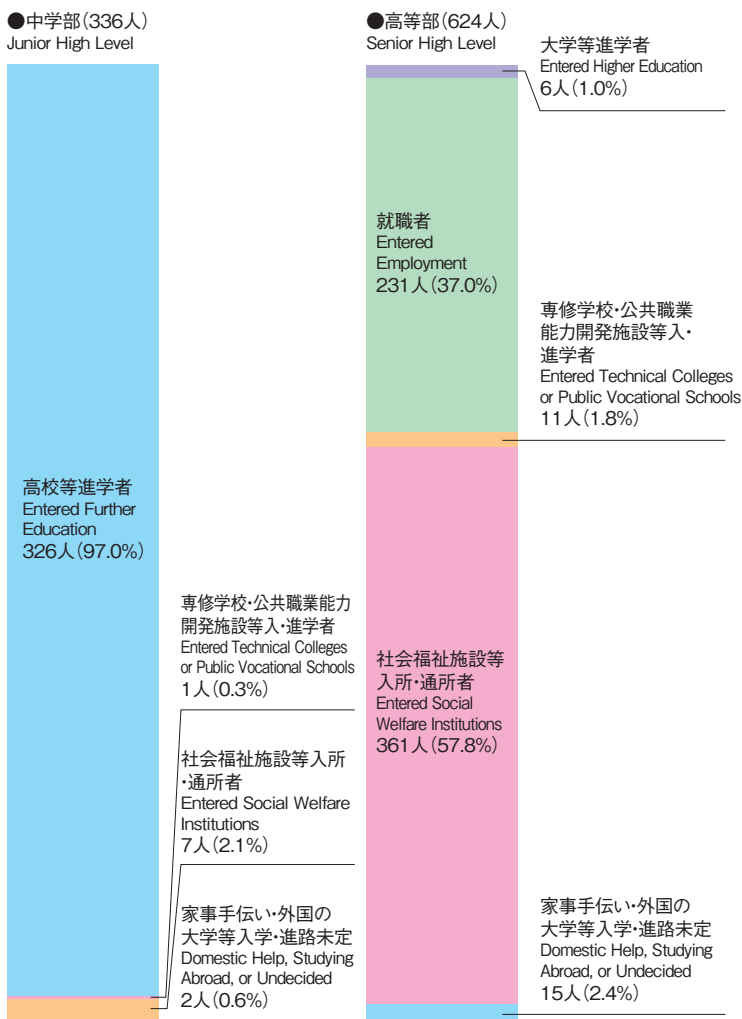 ●中学部(336人)
Junior High Level
高校等進学者
Entered Further
Education
326人(97.0%)
専修学校・公共職業能力
開発施設等入・進学者
Entered Technical Colleges
or Public Vocational Schools
1人(0.3%)
社会福祉施設等入所
・通所者
Entered Social Welfare
Institutions
7人(2.1%)
家事手伝い・外国の
大学等入学・進路未定
Domestic Help, Studying
Abroad, or Undecided
2人(0.6%)
●高等部(624人)
Senior High Level
大学等進学者
Entered Higher Education
6人(1.0%)
就職者
Entered
Employment
231人(37.0%)
専修学校・公共職業
能力開発施設等入・
進学者
Entered Technical Colleges
or Public Vocational Schools
11人(1.8%)
社会福祉施設等
入所・通所者
Entered Social
Welfare Institutions
361人(57.8%)
家事手伝い・外国の
大学等入学・進路未定
Domestic Help, Studying
Abroad, or Undecided
15人(2.4%)